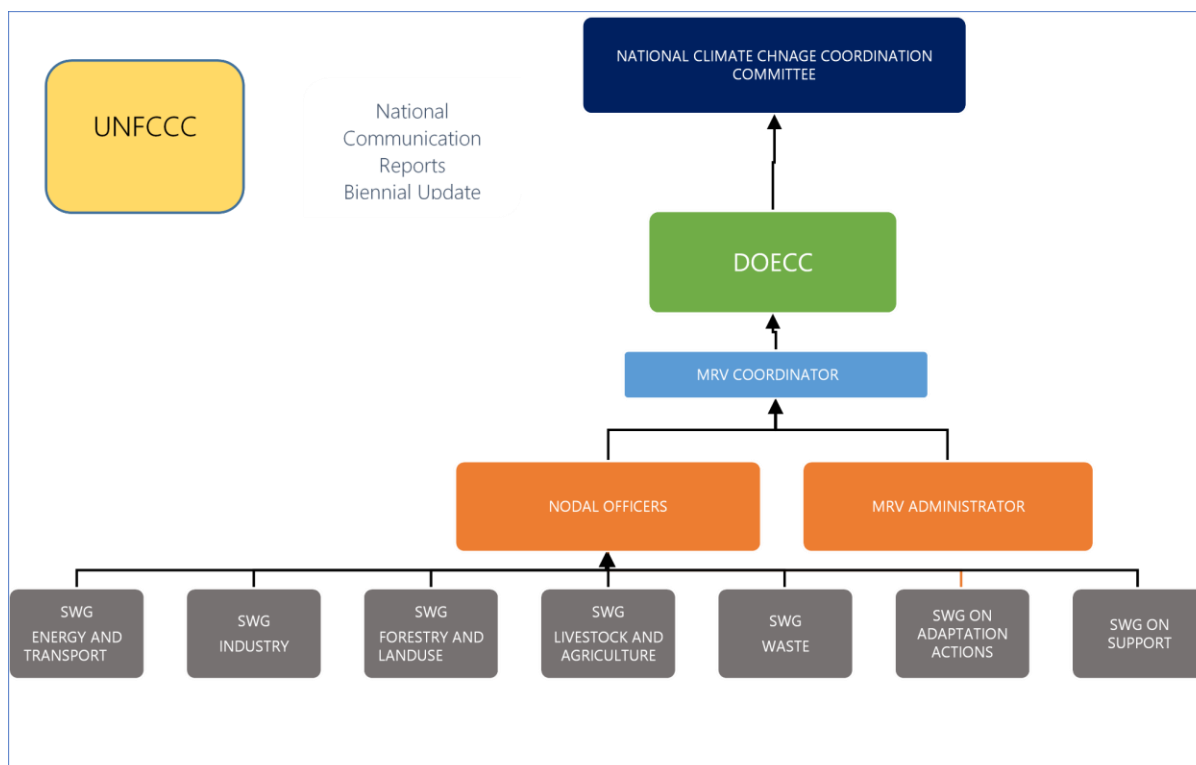 NATIONAL CLIMATE CHNAGE COORDINATION
COMMITTEE
UNFCCC
National
Communication
Reports
Biennial Update
DOECC
MRV COORDINATOR
NODAL OFFICERS
MRV ADMINISTRATOR
SWG
ENERGY AND
TRANSPORT
SWG
INDUSTRY
SWG
FORESTRY AND
LANDUSE
SWG
LIVESTOCK AND
AGRICULTURE
SWG
WASTE
SWG ON
ADAPTATION
ACTIONS
SWG ON
SUPPORT